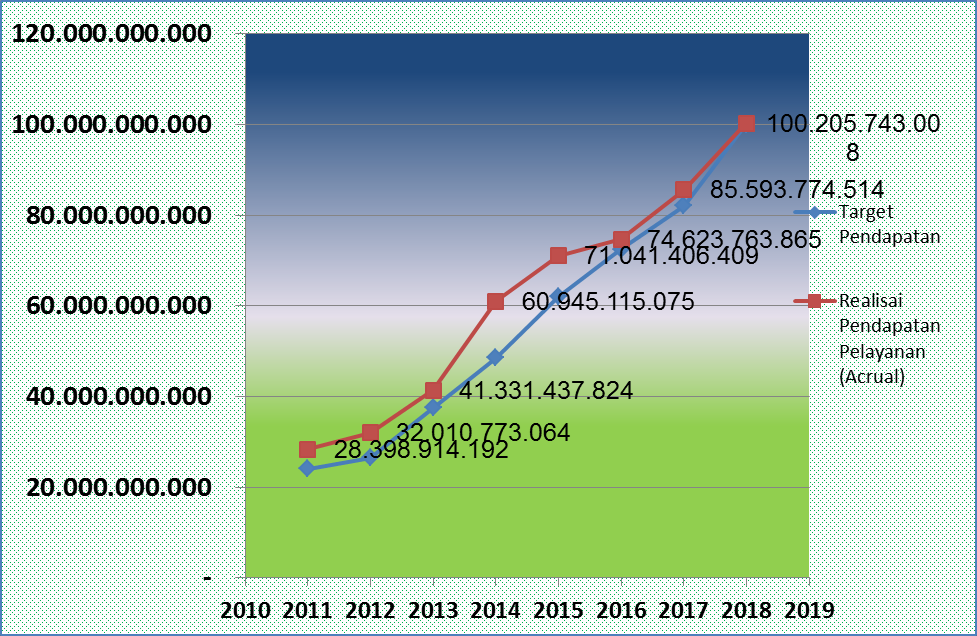 120.000.000.000
100.000.000.000
80.000.000.000
60.000.000.000
40.000.000.000
20.000.000.000
-
100.205.743.00
8
85.593.774.514
74.623.763.865
71.041.406.409
60.945.115.075
41.331.437.824
32.010.773.064
28.398.914.192
Target
Pendapatan
Realisai
Pendapatan
Pelayanan
(Acrual)
2010 2011 2012 2013 2014 2015 2016 2017 2018 2019